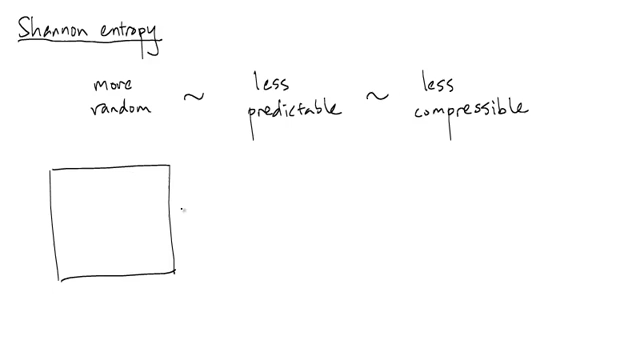 Shannon entropy
more less less
random ~ predictable ~ compressible